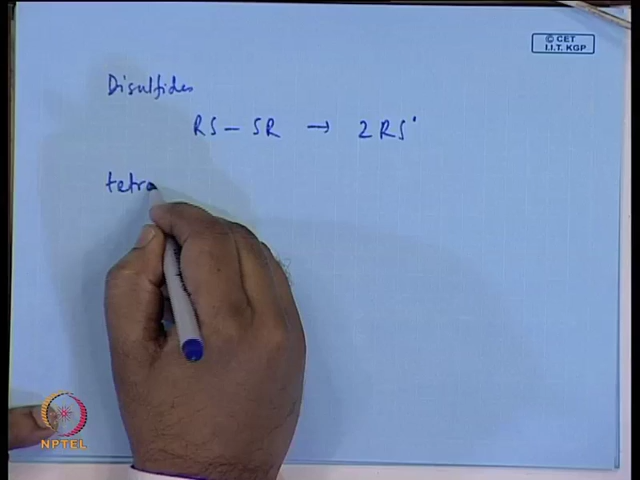 © CET
I.I.T. KGP
Disulfides
RS – SR → 2 RS•
tetra
NPTEL